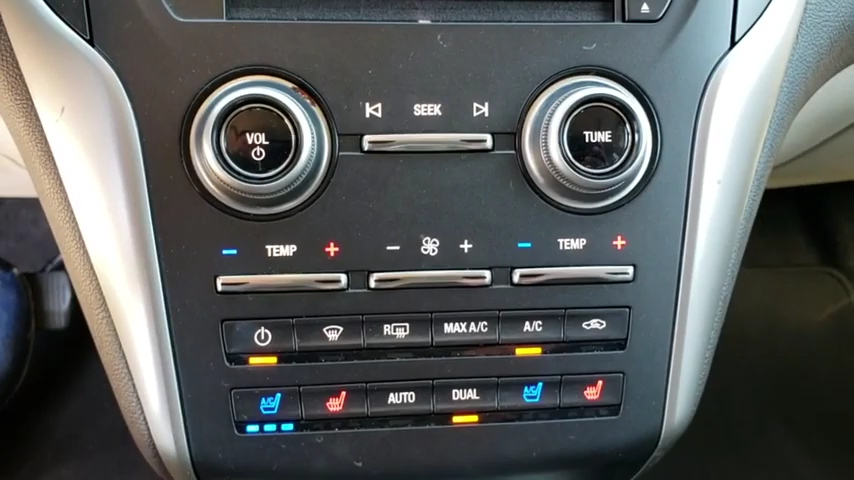 VOL
SEEK
TUNE
- TEMP +
- +
- TEMP +
R
MAX A/C
A/C
A/C
AUTO
DUAL
A/C